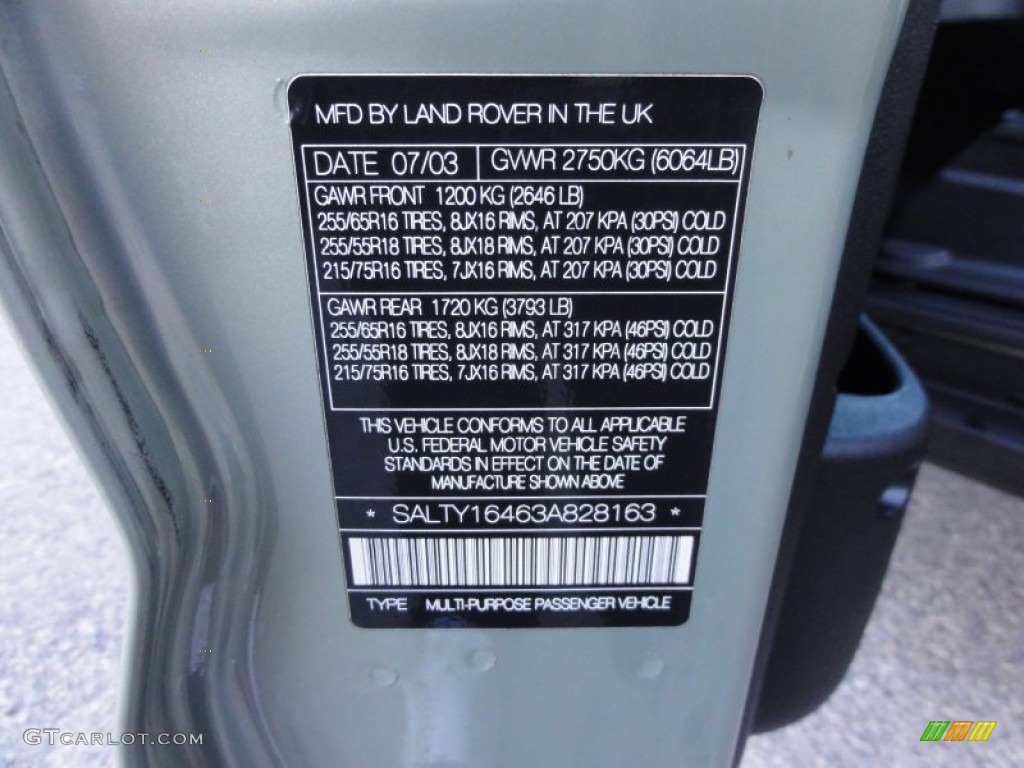 MFD BY LAND ROVER IN THE UK
DATE 07/03 GVWR 2750KG (6064LB)
GAWR FRONT 1200 KG (2646 LB)
255/65R16 TIRES, 8JX16 RIMS, AT 207 KPA (30PSI) COLD
255/55R18 TIRES, 8JX18 RIMS, AT 207 KPA (30PSI) COLD
215/75R16 TIRES, 7JX16 RIMS, AT 207 KPA (30PSI) COLD
GAWR REAR 1720 KG (3793 LB)
255/65R16 TIRES, 8JX16 RIMS, AT 317 KPA (46PSI) COLD
255/55R18 TIRES, 8JX18 RIMS, AT 317 KPA (46PSI) COLD
215/75R16 TIRES, 7JX16 RIMS, AT 317 KPA (46PSI) COLD
THIS VEHICLE CONFORMS TO ALL APPLICABLE
U.S. FEDERAL MOTOR VEHICLE SAFETY
STANDARDS IN EFFECT ON THE DATE OF
MANUFACTURE SHOWN ABOVE
* SALTY16463A828163 *
TYPE MULTI-PURPOSE PASSENGER VEHICLE
GTCARLOT.COM